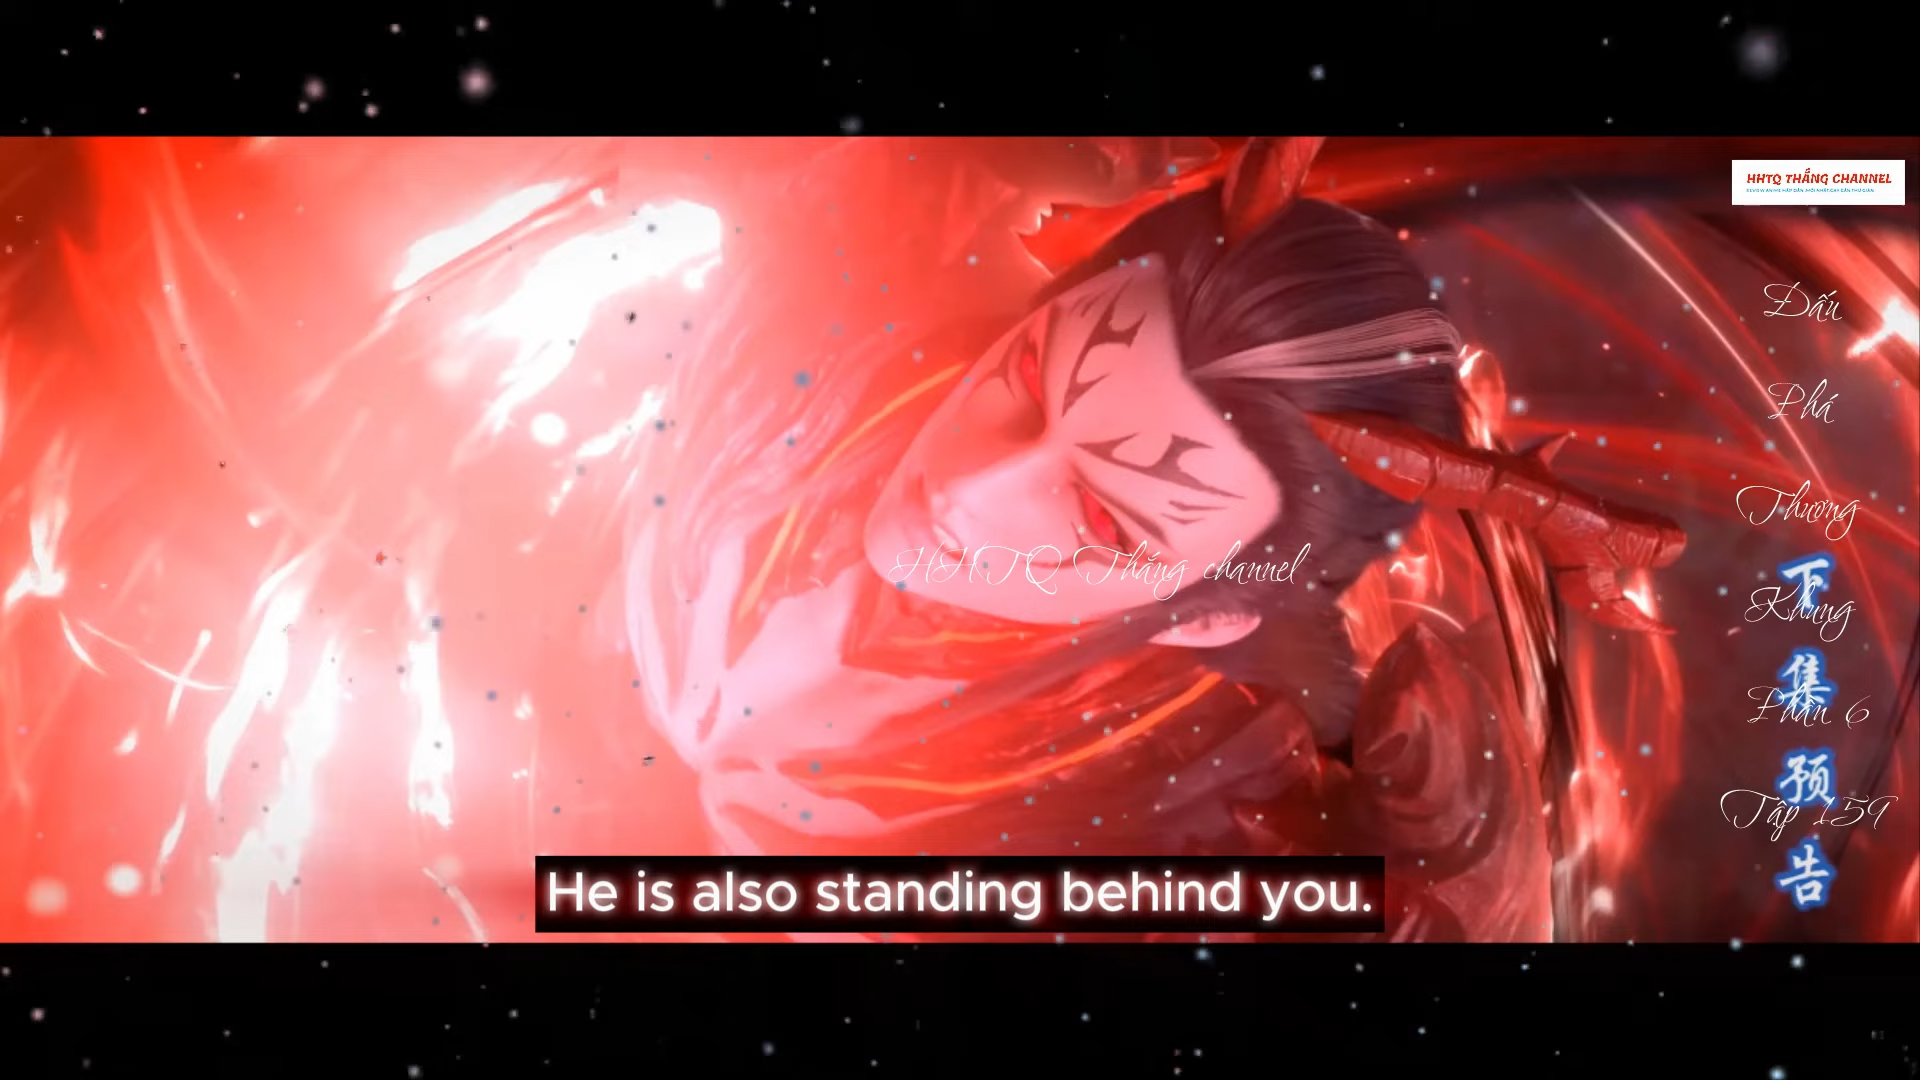 HHTQ THẮNG CHANNEL
Đấu
Phá
Thương
Khung
Phần 6
Tập 159
下
集
预
告
HHTQ Thắng channel
He is also standing behind you.